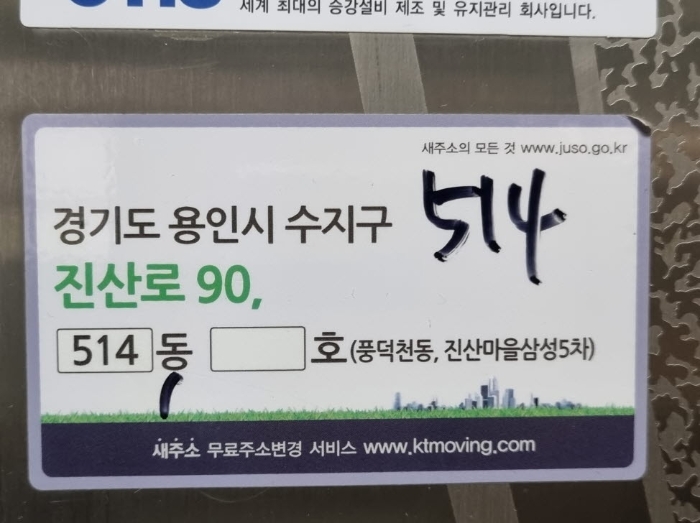 세계 최대의 승강설비 제조 및 유지관리 회사입니다.
새주소의 모든 것 www.juso.go.kr
경기도 용인시 수지구 514
진산로 90,
514 동 호(풍덕천동, 진산마을삼성5차)
새주소 무료주소변경 서비스 www.ktmoving.com